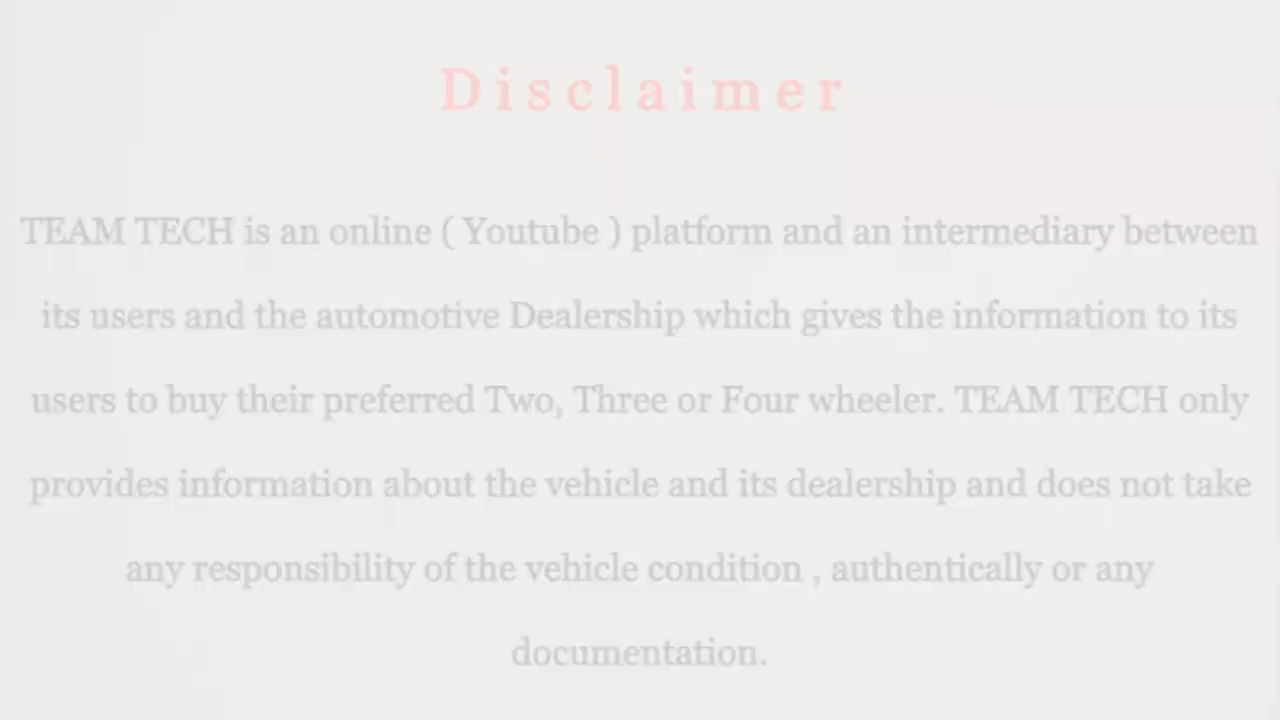 Disclaimer
TEAM TECH is an online ( Youtube ) platform and an intermediary between
its users and the automotive Dealership which gives the information to its
users to buy their preferred Two, Three or Four wheeler. TEAM TECH only
provides information about the vehicle and its dealership and does not take
any responsibility of the vehicle condition , authentically or any
documentation.